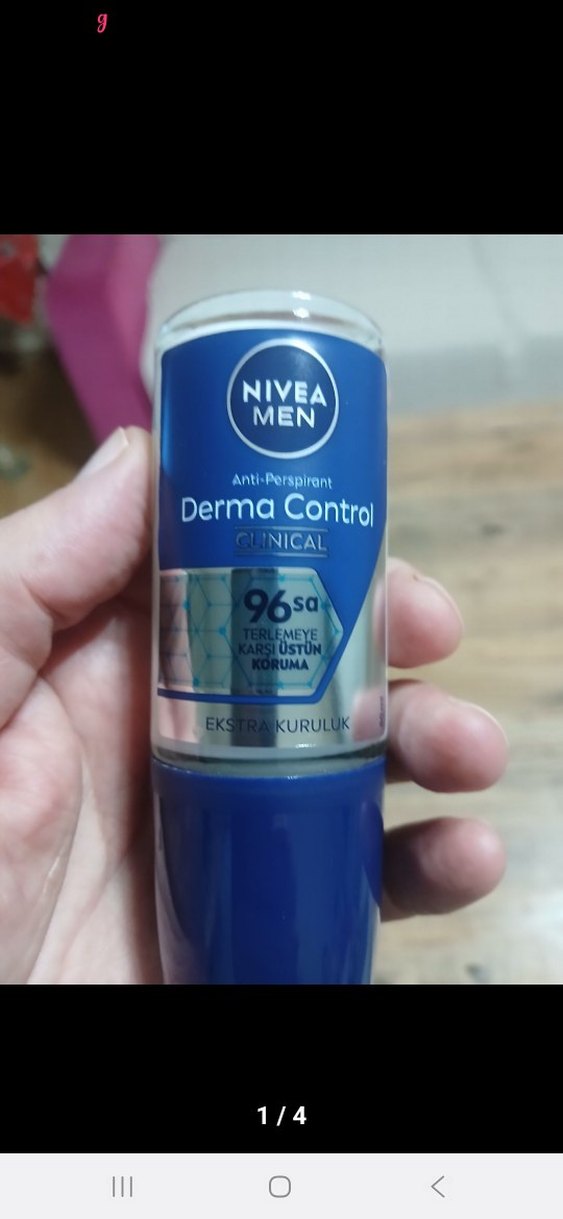 g
NIVEA
MEN
Anti-Perspirant
Derma Control
CLINICAL
96sa
TERLEMEYE
KARŞI ÜSTÜN
KORUMA
EKSTRA KURULUK
1 / 4